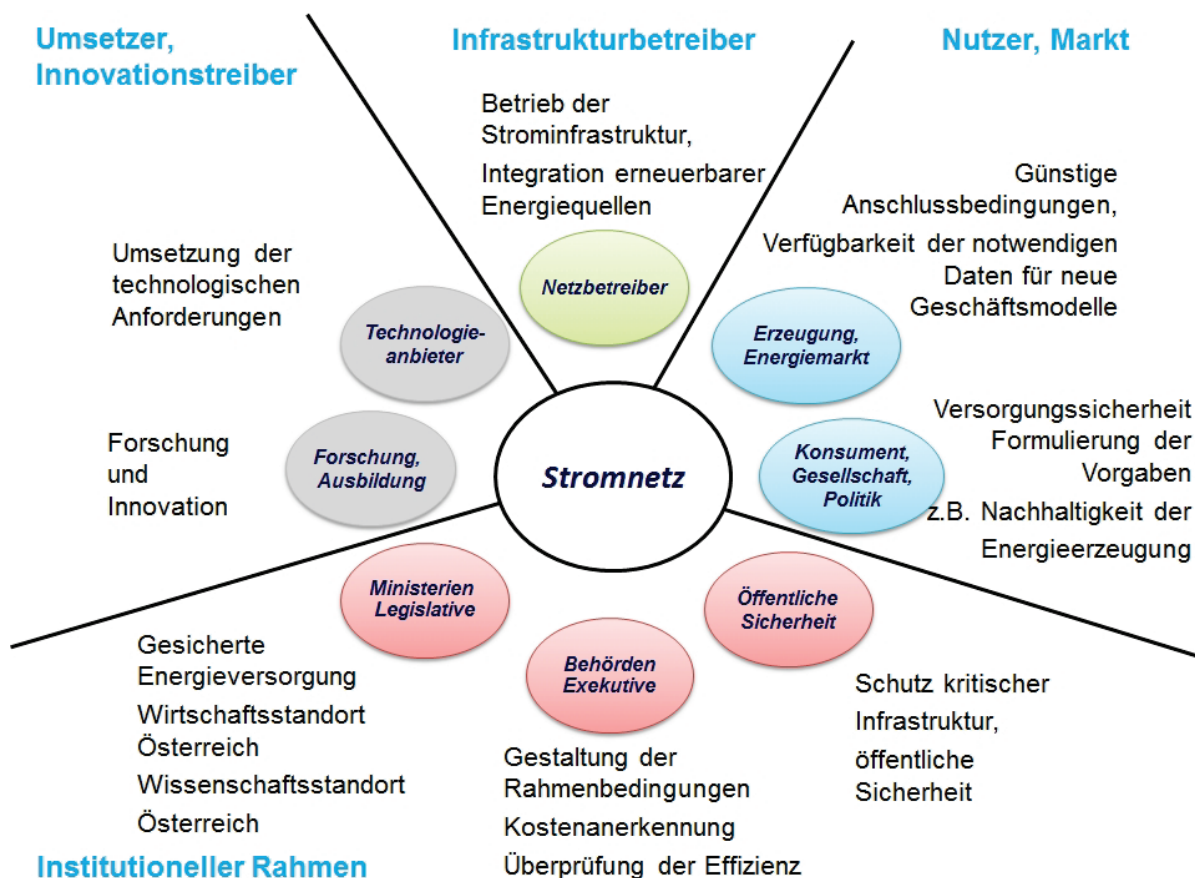 Umsetzer,
Innovationstreiber
Infrastrukturbetreiber
Nutzer, Markt
Betrieb der
Strominfrastruktur,
Integration erneuerbarer
Energiequellen
Günstige
Anschlussbedingungen,
Verfügbarkeit der notwendigen
Daten für neue
Geschäftsmodelle
Umsetzung der
technologischen
Anforderungen
Technologie-
anbieter
Netzbetreiber
Erzeugung,
Energiemarkt
Forschung
und
Innovation
Forschung,
Ausbildung
Stromnetz
Konsument,
Gesellschaft,
Politik
Versorgungssicherheit
Formulierung der
Vorgaben
z.B. Nachhaltigkeit der
Energieerzeugung
Ministerien
Legislative
Behörden
Exekutive
Öffentliche
Sicherheit
Gesicherte
Energieversorgung
Wirtschaftsstandort
Österreich
Wissenschaftsstandort
Österreich
Gestaltung der
Rahmenbedingungen
Kostenanerkennung
Überprüfung der Effizienz
Schutz kritischer
Infrastruktur,
öffentliche
Sicherheit
Institutioneller Rahmen